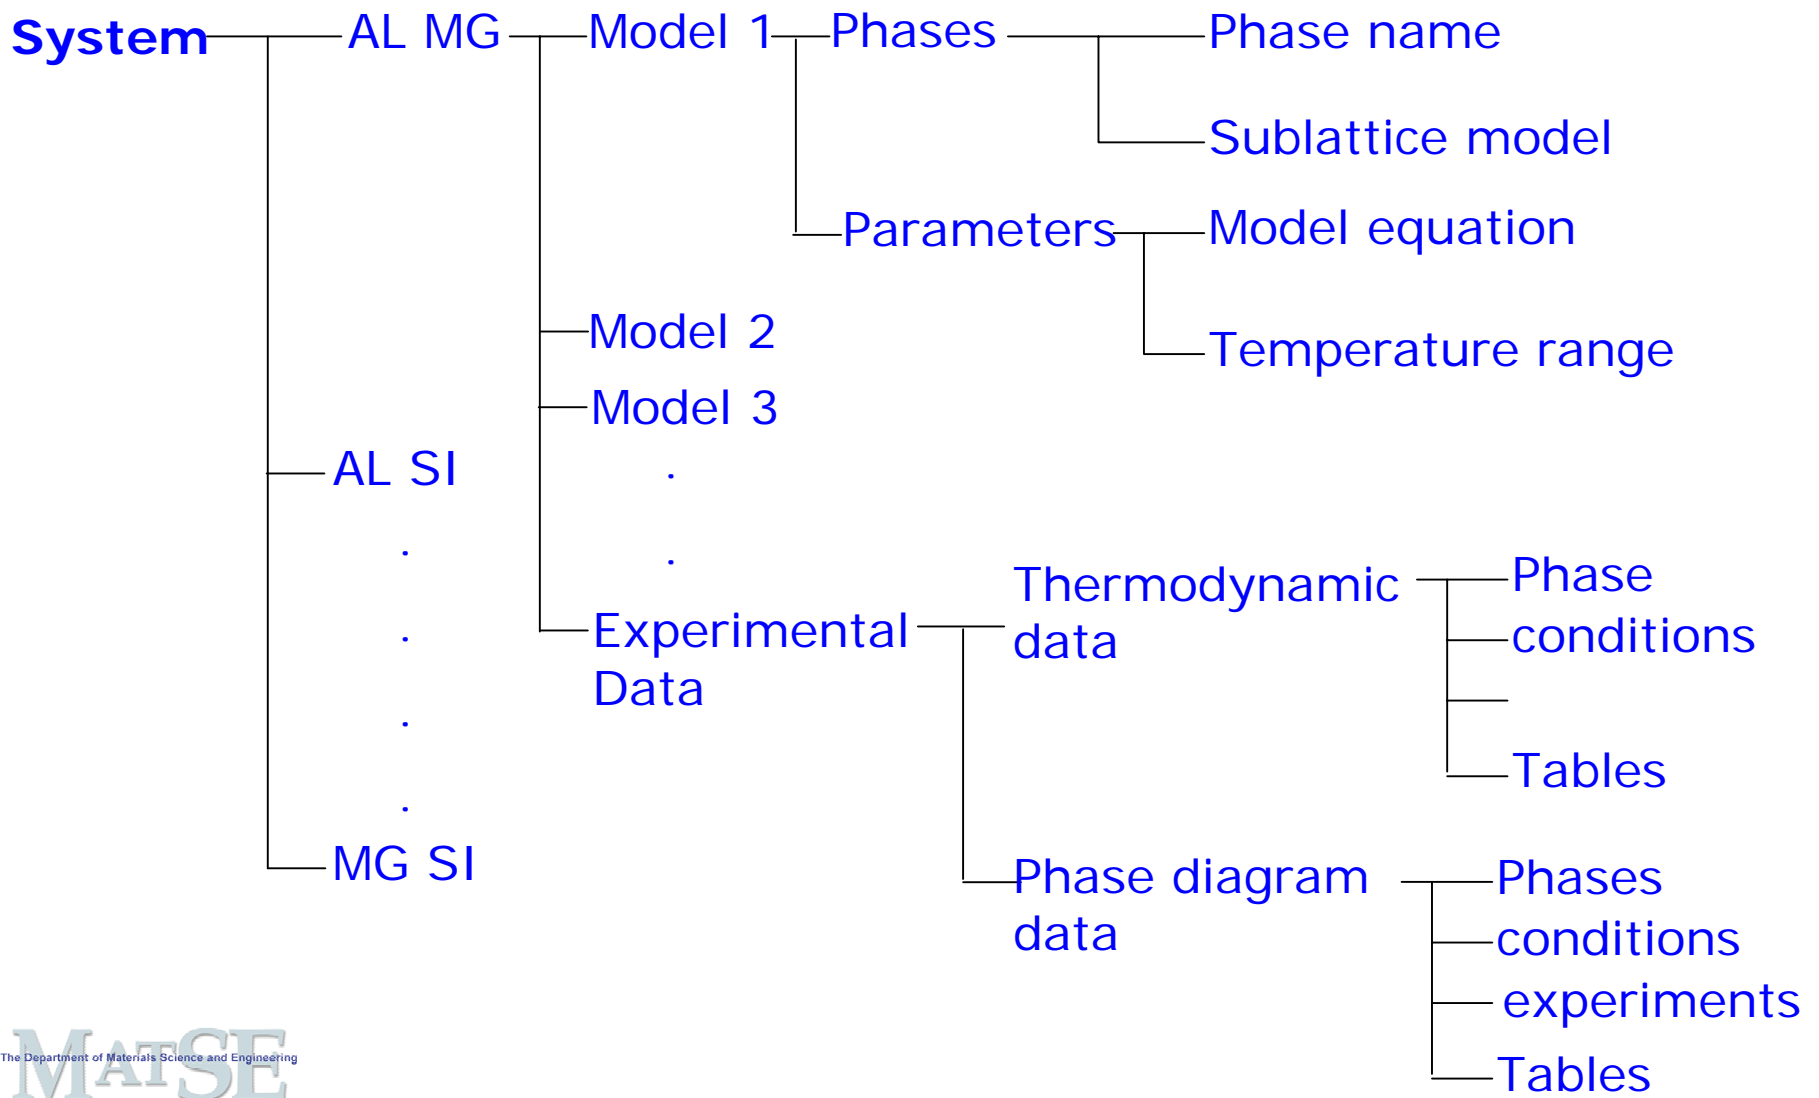 System
AL MG
Model 1
Phases
Phase name
Sublattice model
Parameters
Model equation
Temperature range
Model 2
Model 3
.
.
Experimental
Data
Thermodynamic
data
Phase
conditions
Tables
Phase diagram
data
Phases
conditions
experiments
Tables
AL SI
.
.
.
.
MG SI
MATSE
The Department of Materials Science and Engineering